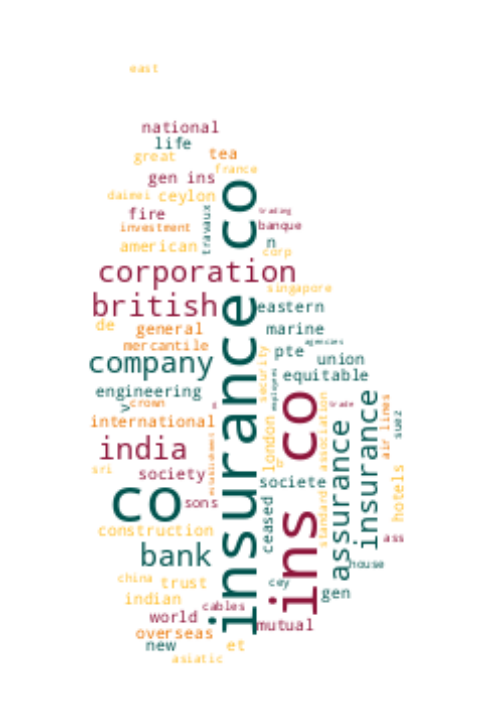 east
national
life
great
tea
france
gen ins
daimei
ceylon
co
fire
travaux
trading
investment
banque
american
n
corp
corporation
singapore
british
eastern
de
general
marine
mercantile
agencies
pte
company
union
security
equitable
engineering
employees
v
crown
insurance co
ins co
trade
insurance
air lines
international
suez
india
london
association
assurance
sri
establishment
society
societe
hotels
co
sons
standard
ceased
construction
ass
bank
house
china
trust
cey
indian
gen
cables
world
mutual
overseas
new
et
asiatic